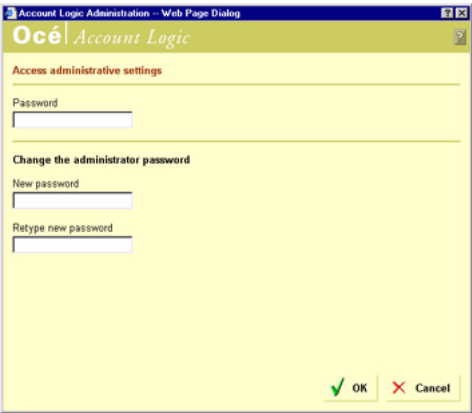 Account Logic Administration -- Web Page Dialog
Océ Account Logic
Access administrative settings
Password
Change the administrator password
New password
Retype new password
OK Cancel